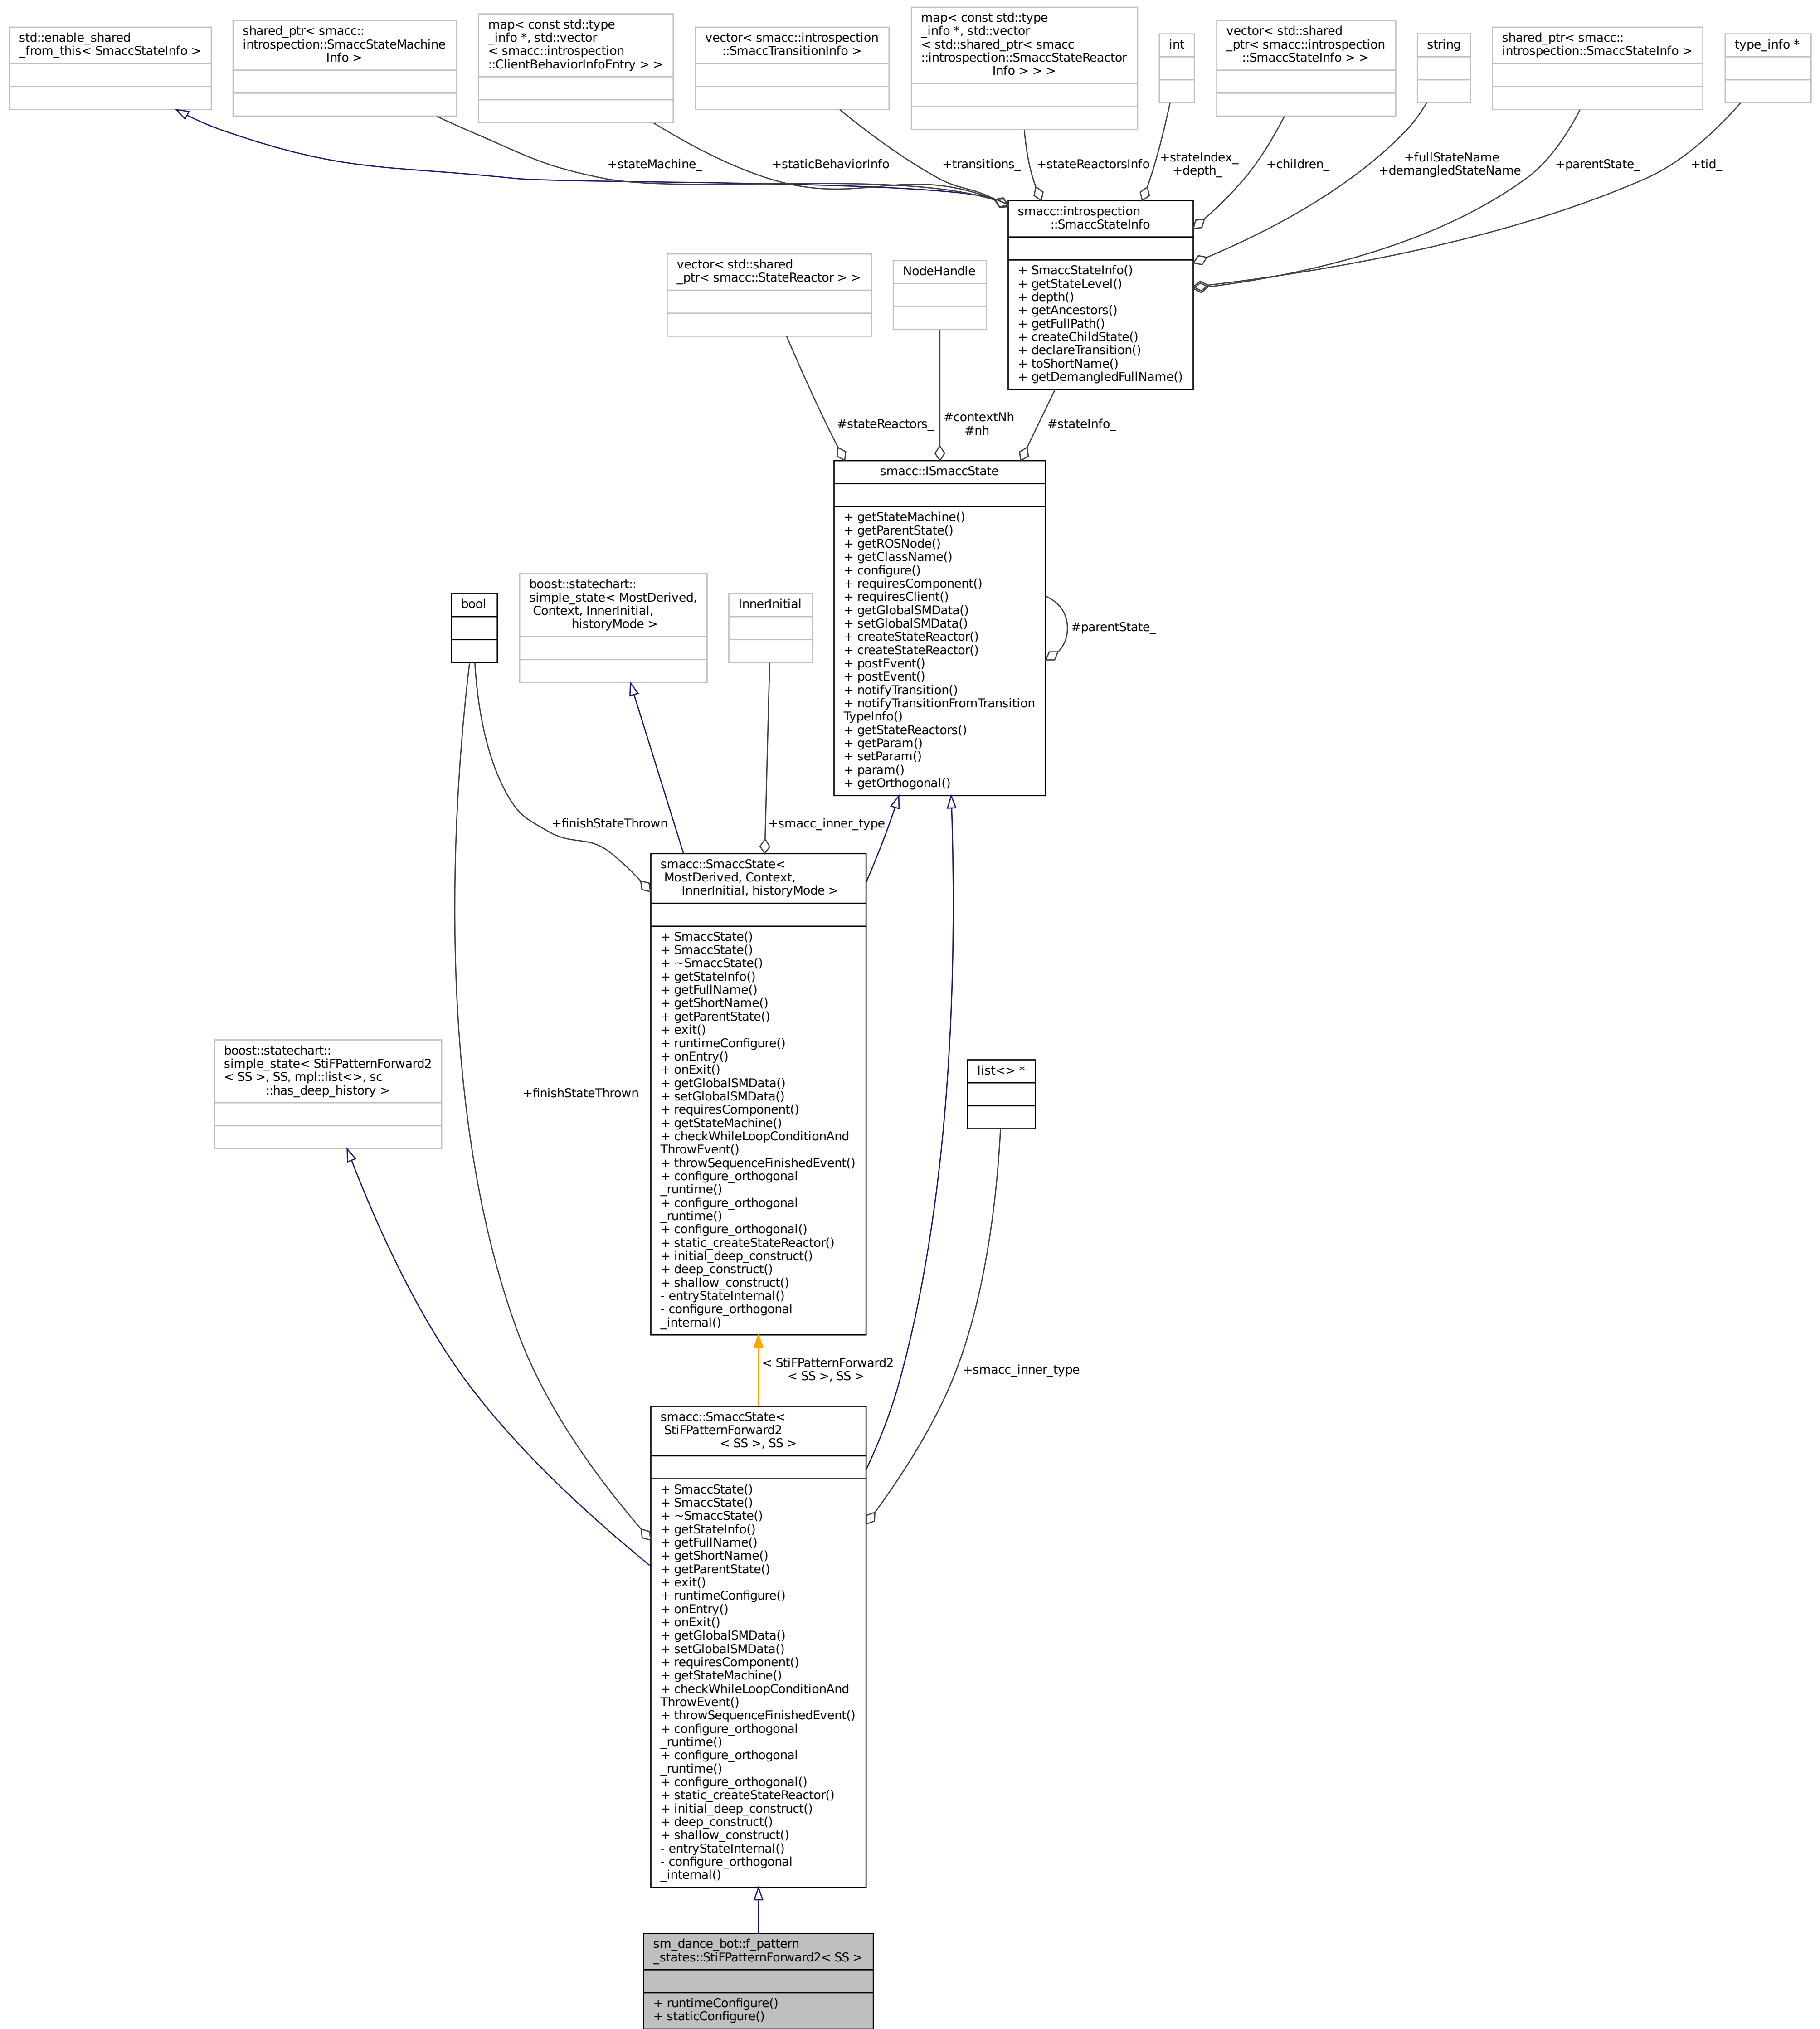 std::enable_shared
_from_this< SmaccStateInfo >
shared_ptr< smacc::
introspection::SmaccStateMachine
Info >
map< const std::type
_info *, std::vector
< smacc::introspection
::ClientBehaviorInfoEntry > >
vector< smacc::introspection
::SmaccTransitionInfo >
map< const std::type
_info *, std::vector
< std::shared_ptr< smacc
::introspection::SmaccStateReactor
Info > > >
int
vector< std::shared
_ptr< smacc::introspection
::SmaccStateInfo > >
string
shared_ptr< smacc::
introspection::SmaccStateInfo >
type_info *
+stateMachine_
+staticBehaviorInfo
+transitions_
+stateReactorsInfo
+stateIndex_
+depth_
+children_
+fullStateName
+demangledStateName
+parentState_
+tid_
smacc::introspection
::SmaccStateInfo
+ SmaccStateInfo()
+ getStateLevel()
+ depth()
+ getAncestors()
+ getFullPath()
+ createChildState()
+ declareTransition()
+ toShortName()
+ getDemangledFullName()
vector< std::shared
_ptr< smacc::StateReactor > >
NodeHandle
#stateReactors_
#contextNh
#nh
#stateInfo_
smacc::ISmaccState
+ getStateMachine()
+ getParentState()
+ getROSNode()
+ getClassName()
+ configure()
+ requiresComponent()
+ requiresClient()
+ getGlobalSMData()
+ setGlobalSMData()
+ createStateReactor()
+ createStateReactor()
+ postEvent()
+ postEvent()
+ notifyTransition()
+ notifyTransitionFromTransition
TypeInfo()
+ getStateReactors()
+ getParam()
+ setParam()
+ param()
+ getOrthogonal()
#parentState_
bool
boost::statechart::
simple_state< MostDerived,
Context, InnerInitial,
historyMode >
InnerInitial
+finishStateThrown
+smacc_inner_type
smacc::SmaccState<
MostDerived, Context,
InnerInitial, historyMode >
+ SmaccState()
+ SmaccState()
+ ~SmaccState()
+ getStateInfo()
+ getFullName()
+ getShortName()
+ getParentState()
+ exit()
+ runtimeConfigure()
+ onEntry()
+ onExit()
+ getGlobalSMData()
+ setGlobalSMData()
+ requiresComponent()
+ getStateMachine()
+ checkWhileLoopConditionAnd
ThrowEvent()
+ throwSequenceFinishedEvent()
+ configure_orthogonal
_runtime()
+ configure_orthogonal
_runtime()
+ configure_orthogonal()
+ static_createStateReactor()
+ initial_deep_construct()
+ deep_construct()
+ shallow_construct()
- entryStateInternal()
- configure_orthogonal
_internal()
boost::statechart::
simple_state< StiFPatternForward2
< SS >, SS, mpl::list<>, sc
::has_deep_history >
+finishStateThrown
list<> *
< StiFPatternForward2
< SS >, SS >
+smacc_inner_type
smacc::SmaccState<
StiFPatternForward2
< SS >, SS >
+ SmaccState()
+ SmaccState()
+ ~SmaccState()
+ getStateInfo()
+ getFullName()
+ getShortName()
+ getParentState()
+ exit()
+ runtimeConfigure()
+ onEntry()
+ onExit()
+ getGlobalSMData()
+ setGlobalSMData()
+ requiresComponent()
+ getStateMachine()
+ checkWhileLoopConditionAnd
ThrowEvent()
+ throwSequenceFinishedEvent()
+ configure_orthogonal
_runtime()
+ configure_orthogonal
_runtime()
+ configure_orthogonal()
+ static_createStateReactor()
+ initial_deep_construct()
+ deep_construct()
+ shallow_construct()
- entryStateInternal()
- configure_orthogonal
_internal()
sm_dance_bot::f_pattern
_states::StiFPatternForward2< SS >
+ runtimeConfigure()
+ staticConfigure()